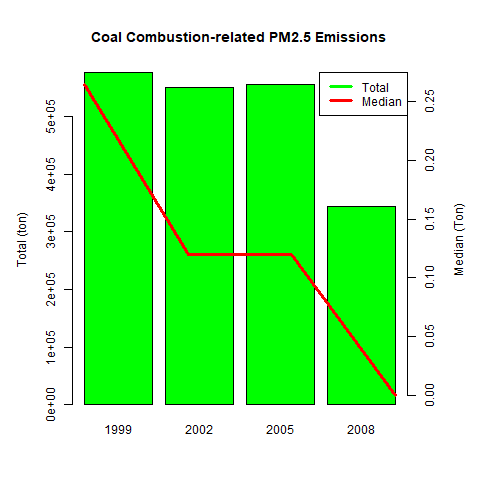 Coal Combustion-related PM2.5 Emissions
Total
Median
5e+05
4e+05
3e+05
2e+05
1e+05
0e+00
Total (ton)
0.25
0.20
0.15
0.10
0.05
0.00
Median (Ton)
1999 2002 2005 2008